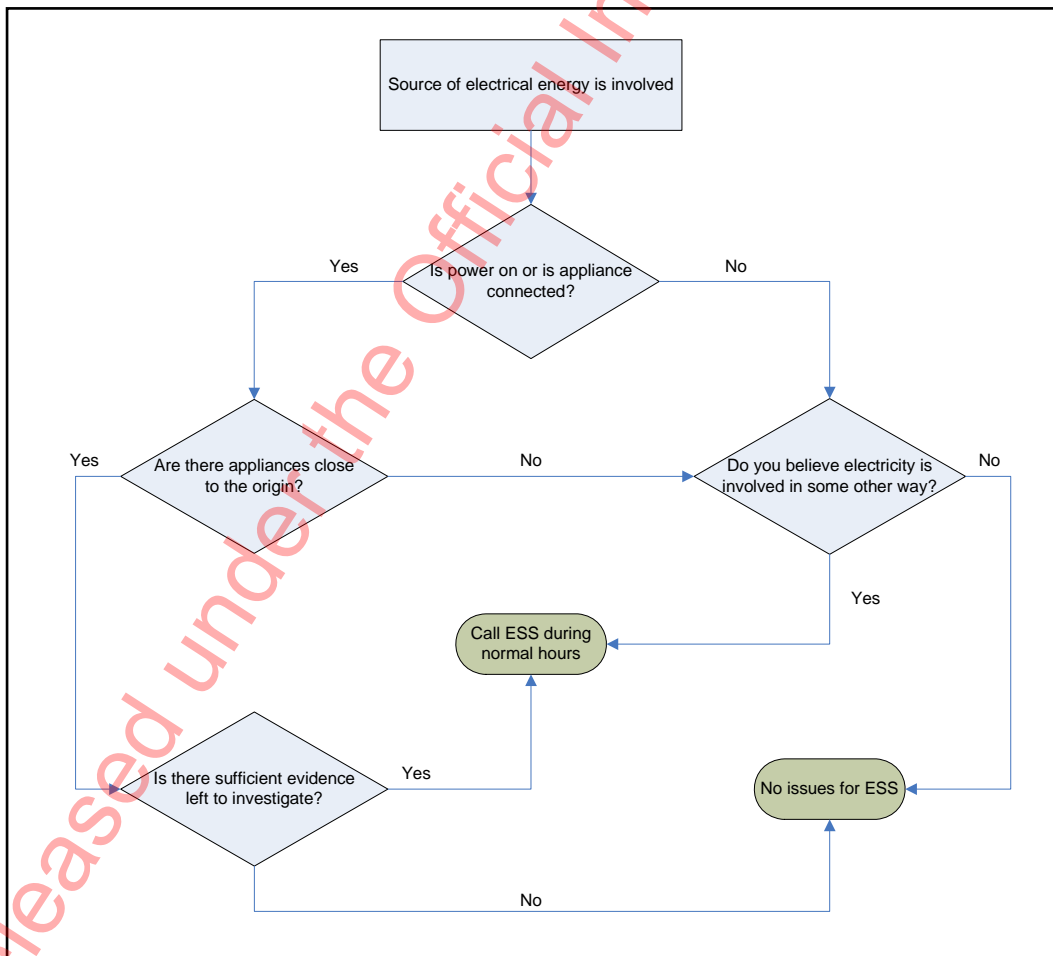 Source of electrical energy is involved
Is power on or is appliance
connected?
Yes
No
Are there appliances close
to the origin?
Yes
No
Do you believe electricity is
involved in some other way?
No
Yes
Call ESS during
normal hours
Is there sufficient evidence
left to investigate?
Yes
No issues for ESS
No
leased under the Official In